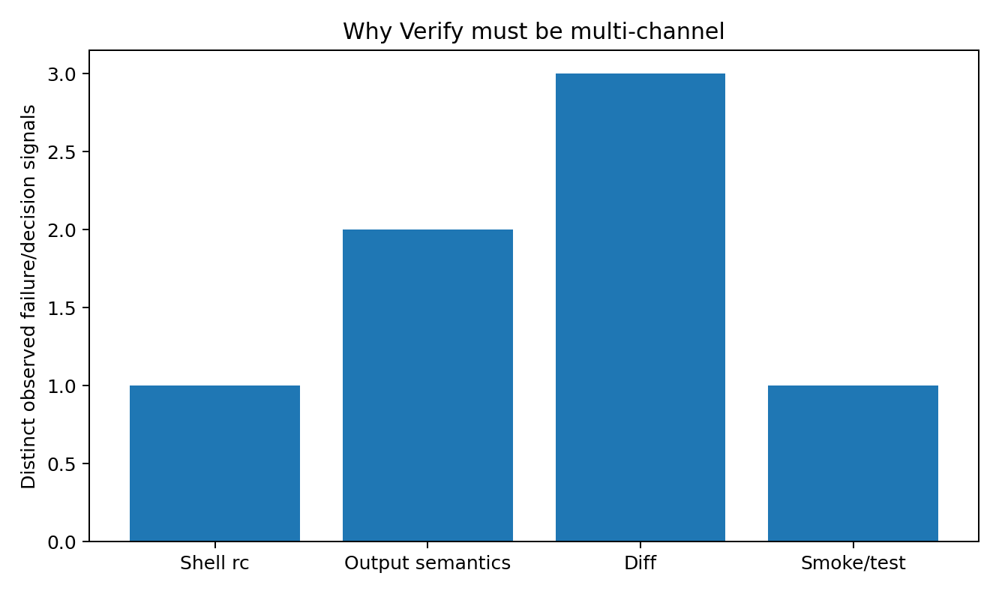 Why Verify must be multi-channel
Distinct observed failure/decision signals
3.0
2.5
2.0
1.5
1.0
0.5
0.0
Shell rc
Output semantics
Diff
Smoke/test